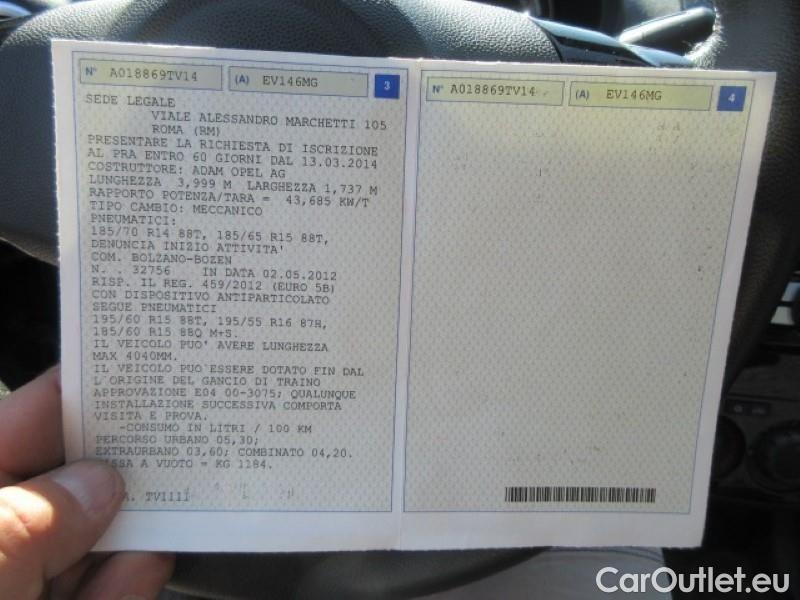 N° A018869TV14 (A) EV146MG 3
SEDE LEGALE
VIALE ALESSANDRO MARCHETTI 105
ROMA (RM)
PRESENTARE LA RICHIESTA DI ISCRIZIONE
AL PRA ENTRO 60 GIORNI DAL 13.03.2014
COSTRUTTORE: ADAM OPEL AG
LUNGHEZZA 3,999 M LARGHEZZA 1,737 M
RAPPORTO POTENZA/TARA = 43,685 KW/T
TIPO CAMBIO: MECCANICO
PNEUMATICI:
185/70 R14 88T, 185/65 R15 88T,
DENUNCIA INIZIO ATTIVITA'
COM. BOLZANO-BOZEN
N. . 32756 IN DATA 02.05.2012
RISP. IL REG. 459/2012 (EURO 5B)
CON DISPOSITIVO ANTIPARTICOLATO
SEGUE PNEUMATICI
195/60 R15 88T, 195/55 R16 87H,
185/60 R15 88Q M+S.
IL VEICOLO PUO' AVERE LUNGHEZZA
MAX 4040MM.
IL VEICOLO PUO`ESSERE DOTATO FIN DAL
L`ORIGINE DEL GANCIO DI TRAINO
APPROVAZIONE E04 00-3075; QUALUNQUE
INSTALLAZIONE SUCCESSIVA COMPORTA
VISITA E PROVA.
-CONSUMO IN LITRI / 100 KM
PERCORSO URBANO 05,30;
EXTRAURBANO 03,60; COMBINATO 04,20.
A VUOTO = KG 1184.
TV1111
N° A018869TV14 (A) EV146MG 4
CarOutlet.eu